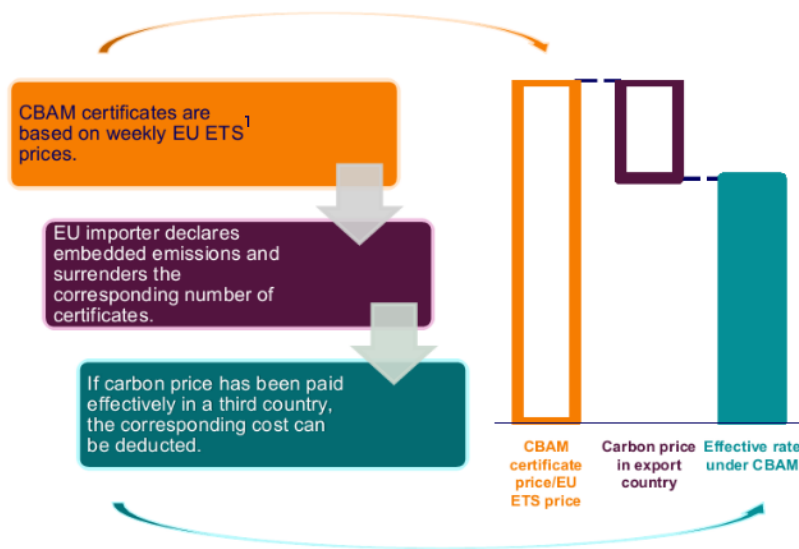 CBAM certificates are
based on weekly EU ETS1
prices.
EU importer declares
embedded emissions and
surrenders the
corresponding number of
certificates.
If carbon price has been paid
effectively in a third country,
the corresponding cost can
be deducted.
CBAM
certificate
price/EU
ETS price
Carbon price
in export
country
Effective rate
under CBAM